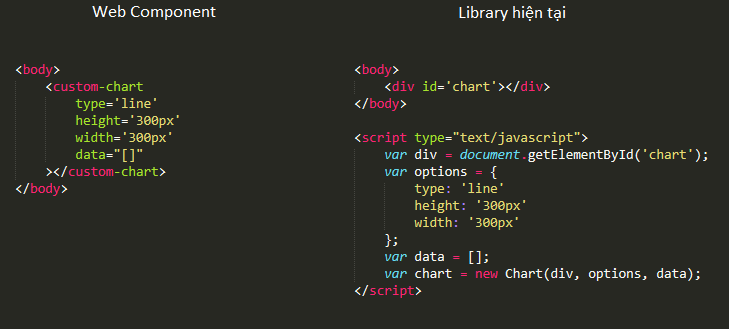 Web Component
<body>
<custom-chart
type='line'
height='300px'
width='300px'
data="[]"
></custom-chart>
</body>
Library hiện tại
<body>
<div id='chart'></div>
</body>
<script type="text/javascript">
var div = document.getElementById('chart');
var options = {
type: 'line'
height: '300px'
width: '300px'
};
var data = [];
var chart = new Chart(div, options, data);
</script>